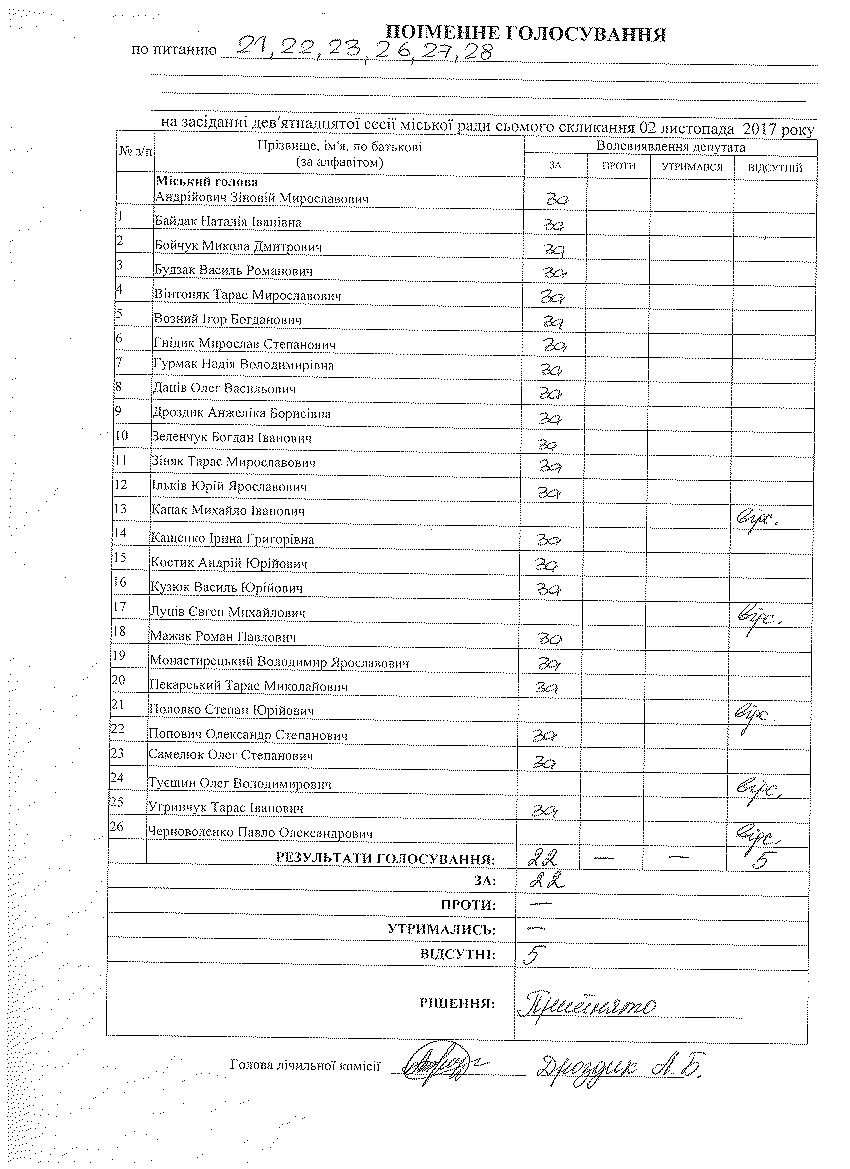 ПОІМЕННЕ ГОЛОСУВАННЯ
по питанню 21, 22, 23, 26, 27, 28
на засіданні дев'ятнадцятої сесії міської ради сьомого скликання 02 листопада 2017 року
№ з/п Прізвище, ім'я, по батькові (за алфавітом) Волевиявлення депутата
ЗА ПРОТИ УТРИМАВСЯ ВІДСУТНІЙ
Міський голова
Андрійович Зіновій Мирославович за
1 Байдак Наталія Іванівна за
2 Бойчук Микола Дмитрович за
3 Будзак Василь Романович за
4 Вінтоняк Тарас Мирославович за
5 Возний Ігор Богданович за
6 Гнідик Мирослав Степанович за
7 Гурмак Надія Володимирівна за
8 Даців Олег Васильович за
9 Дроздик Анжеліка Борисівна за
10 Зеленчук Богдан Іванович за
11 Зіняк Тарас Мирославович за
12 Ільків Юрій Ярославович за
13 Капак Михайло Іванович відс.
14 Кащенко Ірина Григорівна за
15 Костик Андрій Юрійович за
16 Кузюк Василь Юрійович за
17 Луців Євген Михайлович відс.
18 Мажак Роман Павлович за
19 Монастирецький Володимир Ярославович за
20 Пекарський Тарас Миколайович за
21 Полодко Степан Юрійович відс
22 Попович Олександр Степанович за
23 Самелюк Олег Степанович за
24 Туєшин Олег Володимирович відс.
25 Угринчук Тарас Іванович за
26 Черноволенко Павло Олександрович відс.
РЕЗУЛЬТАТИ ГОЛОСУВАННЯ: 22 — — 5
ЗА: 22
ПРОТИ: —
УТРИМАЛИСЬ: —
ВІДСУТНІ: 5
РІШЕННЯ: Прийнято
Голова лічильної комісії Дроздик А.Б.